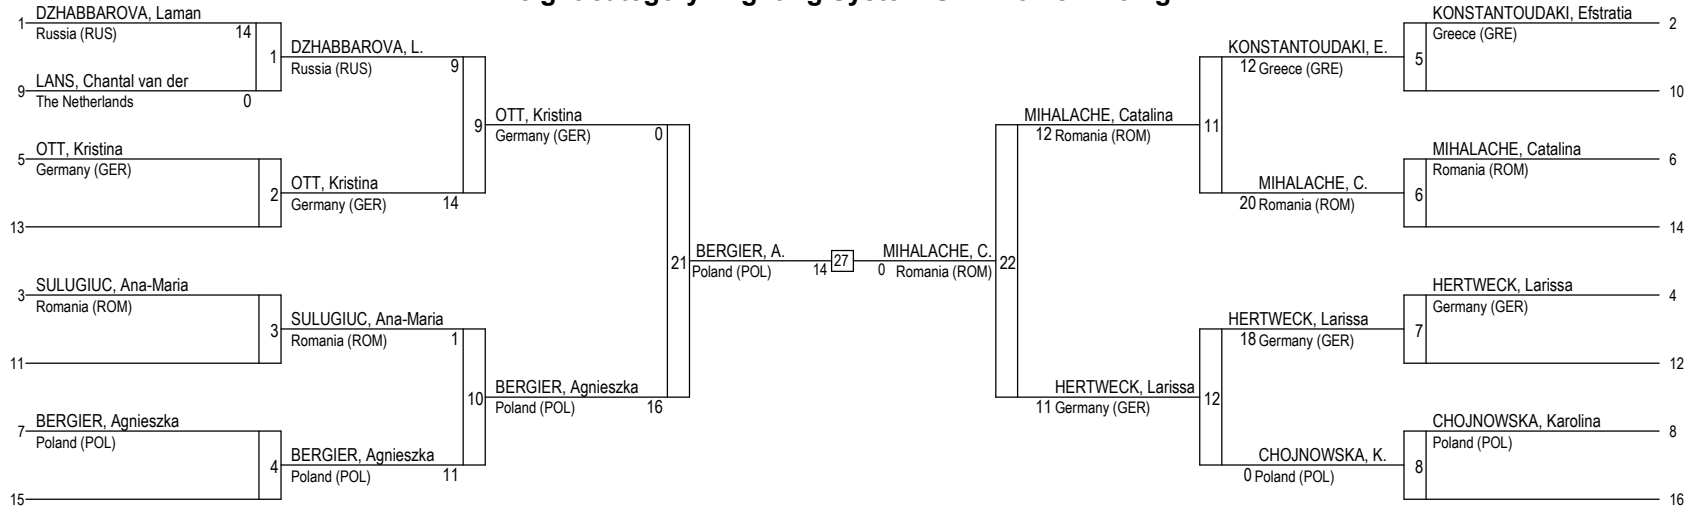 DZHABBAROVA, Laman
1
Russia (RUS)
14
1
LANS, Chantal van der
9
The Netherlands
0
DZHABBAROVA, L.
Russia (RUS)
9
OTT, Kristina
5
Germany (GER)
2
13
OTT, Kristina
Germany (GER)
14
9
OTT, Kristina
Germany (GER)
0
SULUGIUC, Ana-Maria
3
Romania (ROM)
3
11
SULUGIUC, Ana-Maria
Romania (ROM)
1
BERGIER, Agnieszka
7
Poland (POL)
4
15
BERGIER, Agnieszka
Poland (POL)
11
10
BERGIER, Agnieszka
Poland (POL)
16
21
BERGIER, A.
Poland (POL)
14
27
MIHALACHE, C.
0 Romania (ROM)
22
MIHALACHE, Catalina
12 Romania (ROM)
11
KONSTANTOUDAKI, E.
12 Greece (GRE)
5
KONSTANTOUDAKI, Efstratia
2
Greece (GRE)
10
MIHALACHE, C.
20 Romania (ROM)
6
MIHALACHE, Catalina
6
Romania (ROM)
14
HERTWECK, Larissa
11 Germany (GER)
12
HERTWECK, Larissa
18 Germany (GER)
7
HERTWECK, Larissa
4
Germany (GER)
12
CHOJNOWSKA, K.
0 Poland (POL)
8
CHOJNOWSKA, Karolina
8
Poland (POL)
16